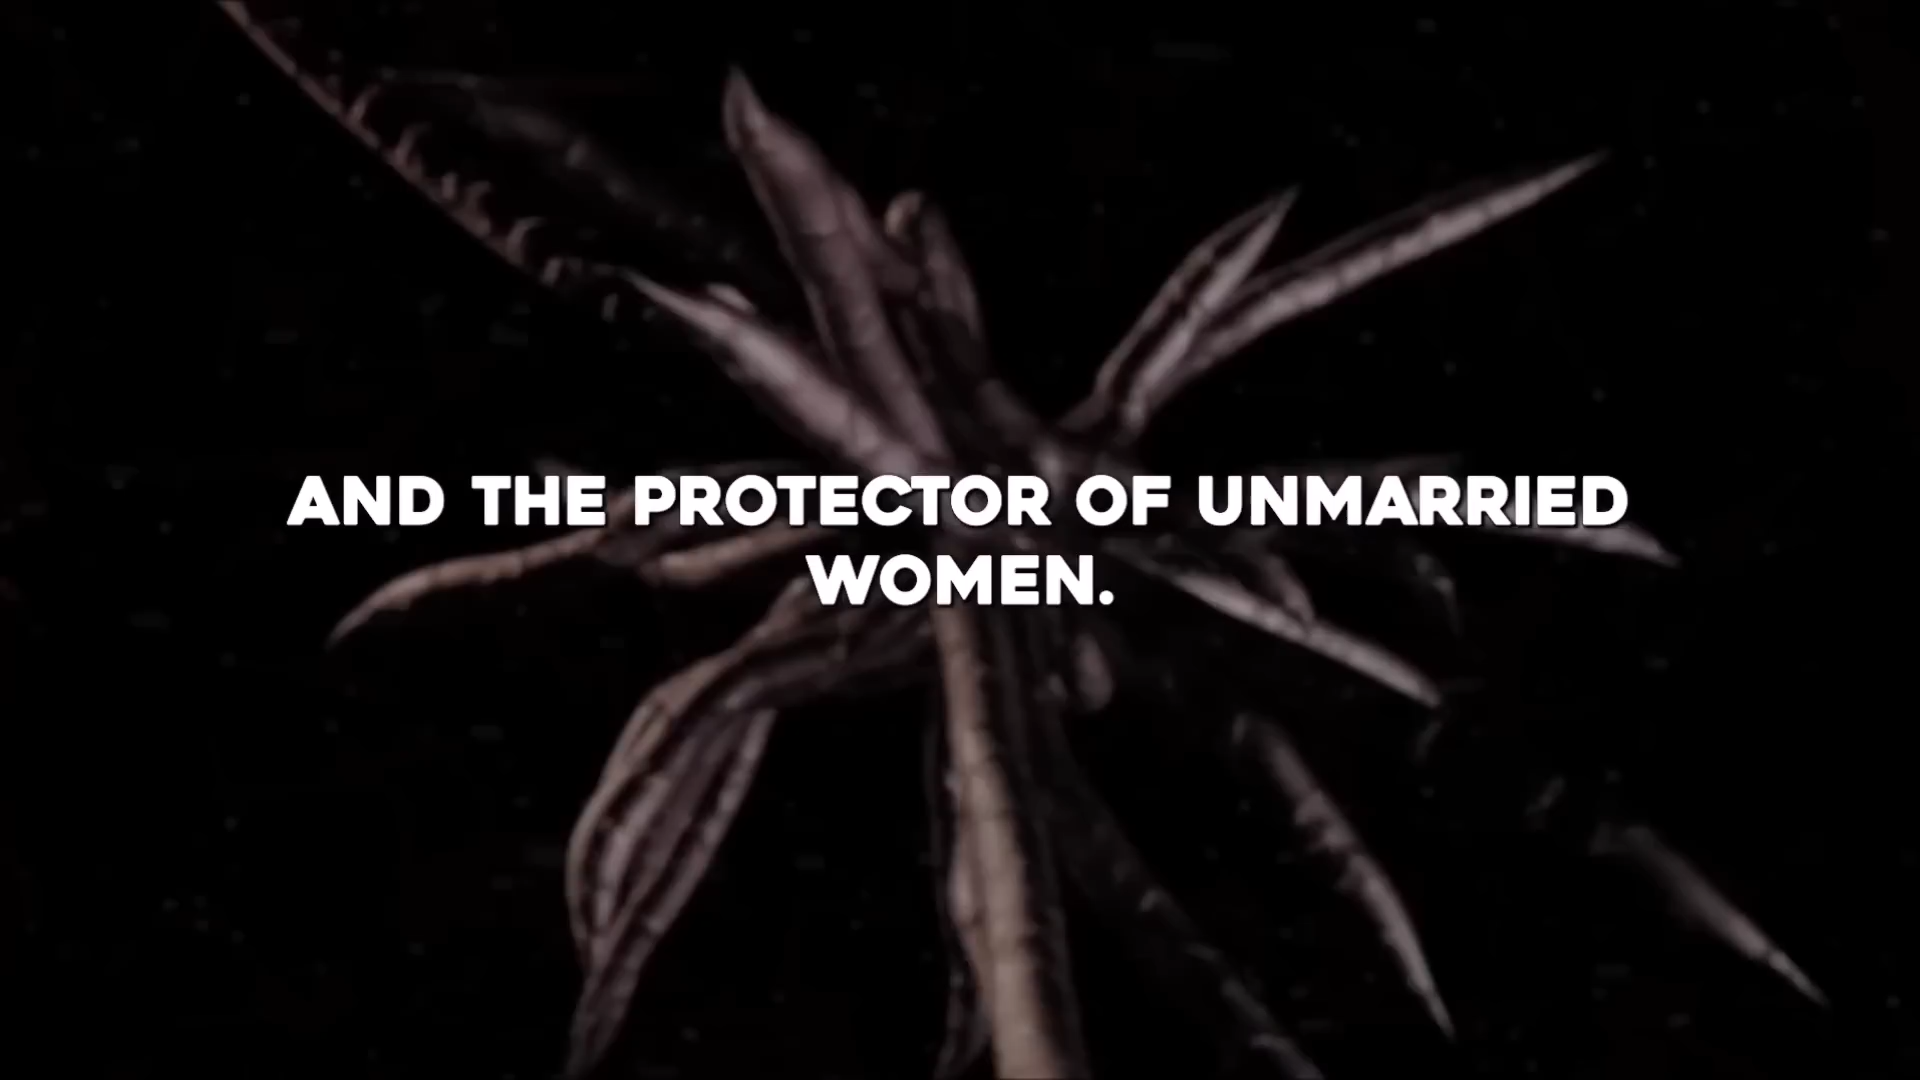 AND THE PROTECTOR OF UNMARRIED
WOMEN.